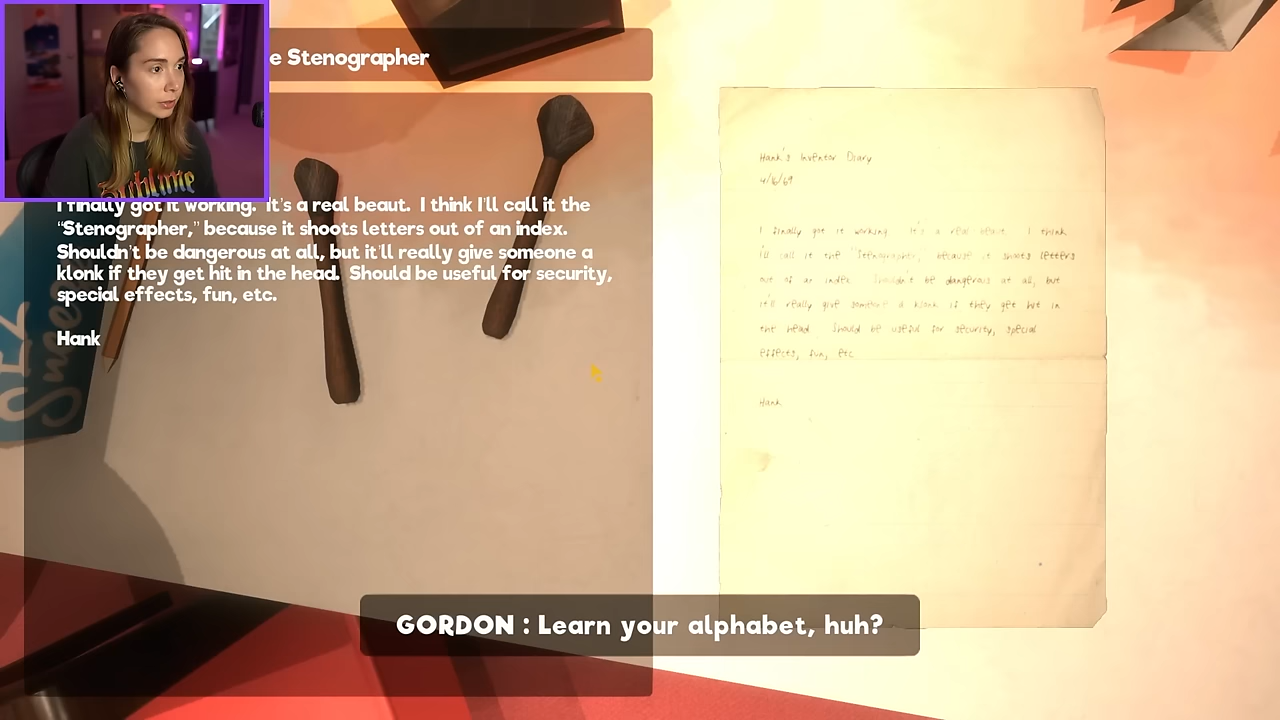 e Stenographer
Sublime
I finally got it working. It's a real beaut. I think I'll call it the
“Stenographer,” because it shoots letters out of an index.
Shouldn't be dangerous at all, but it'll really give someone a
klonk if they get hit in the head. Should be useful for security,
special effects, fun, etc.
Hank
Hank's Inventor Diary
I finally got it working. It's a real beaut. I think
I'll call it the "Stenographer," because it shoots letters
out of an index. Shouldn't be dangerous at all, but
it'll really give someone a klonk if they get hit in
the head. Should be useful for security, special
effects, fun, etc.
Hank
GORDON : Learn your alphabet, huh?